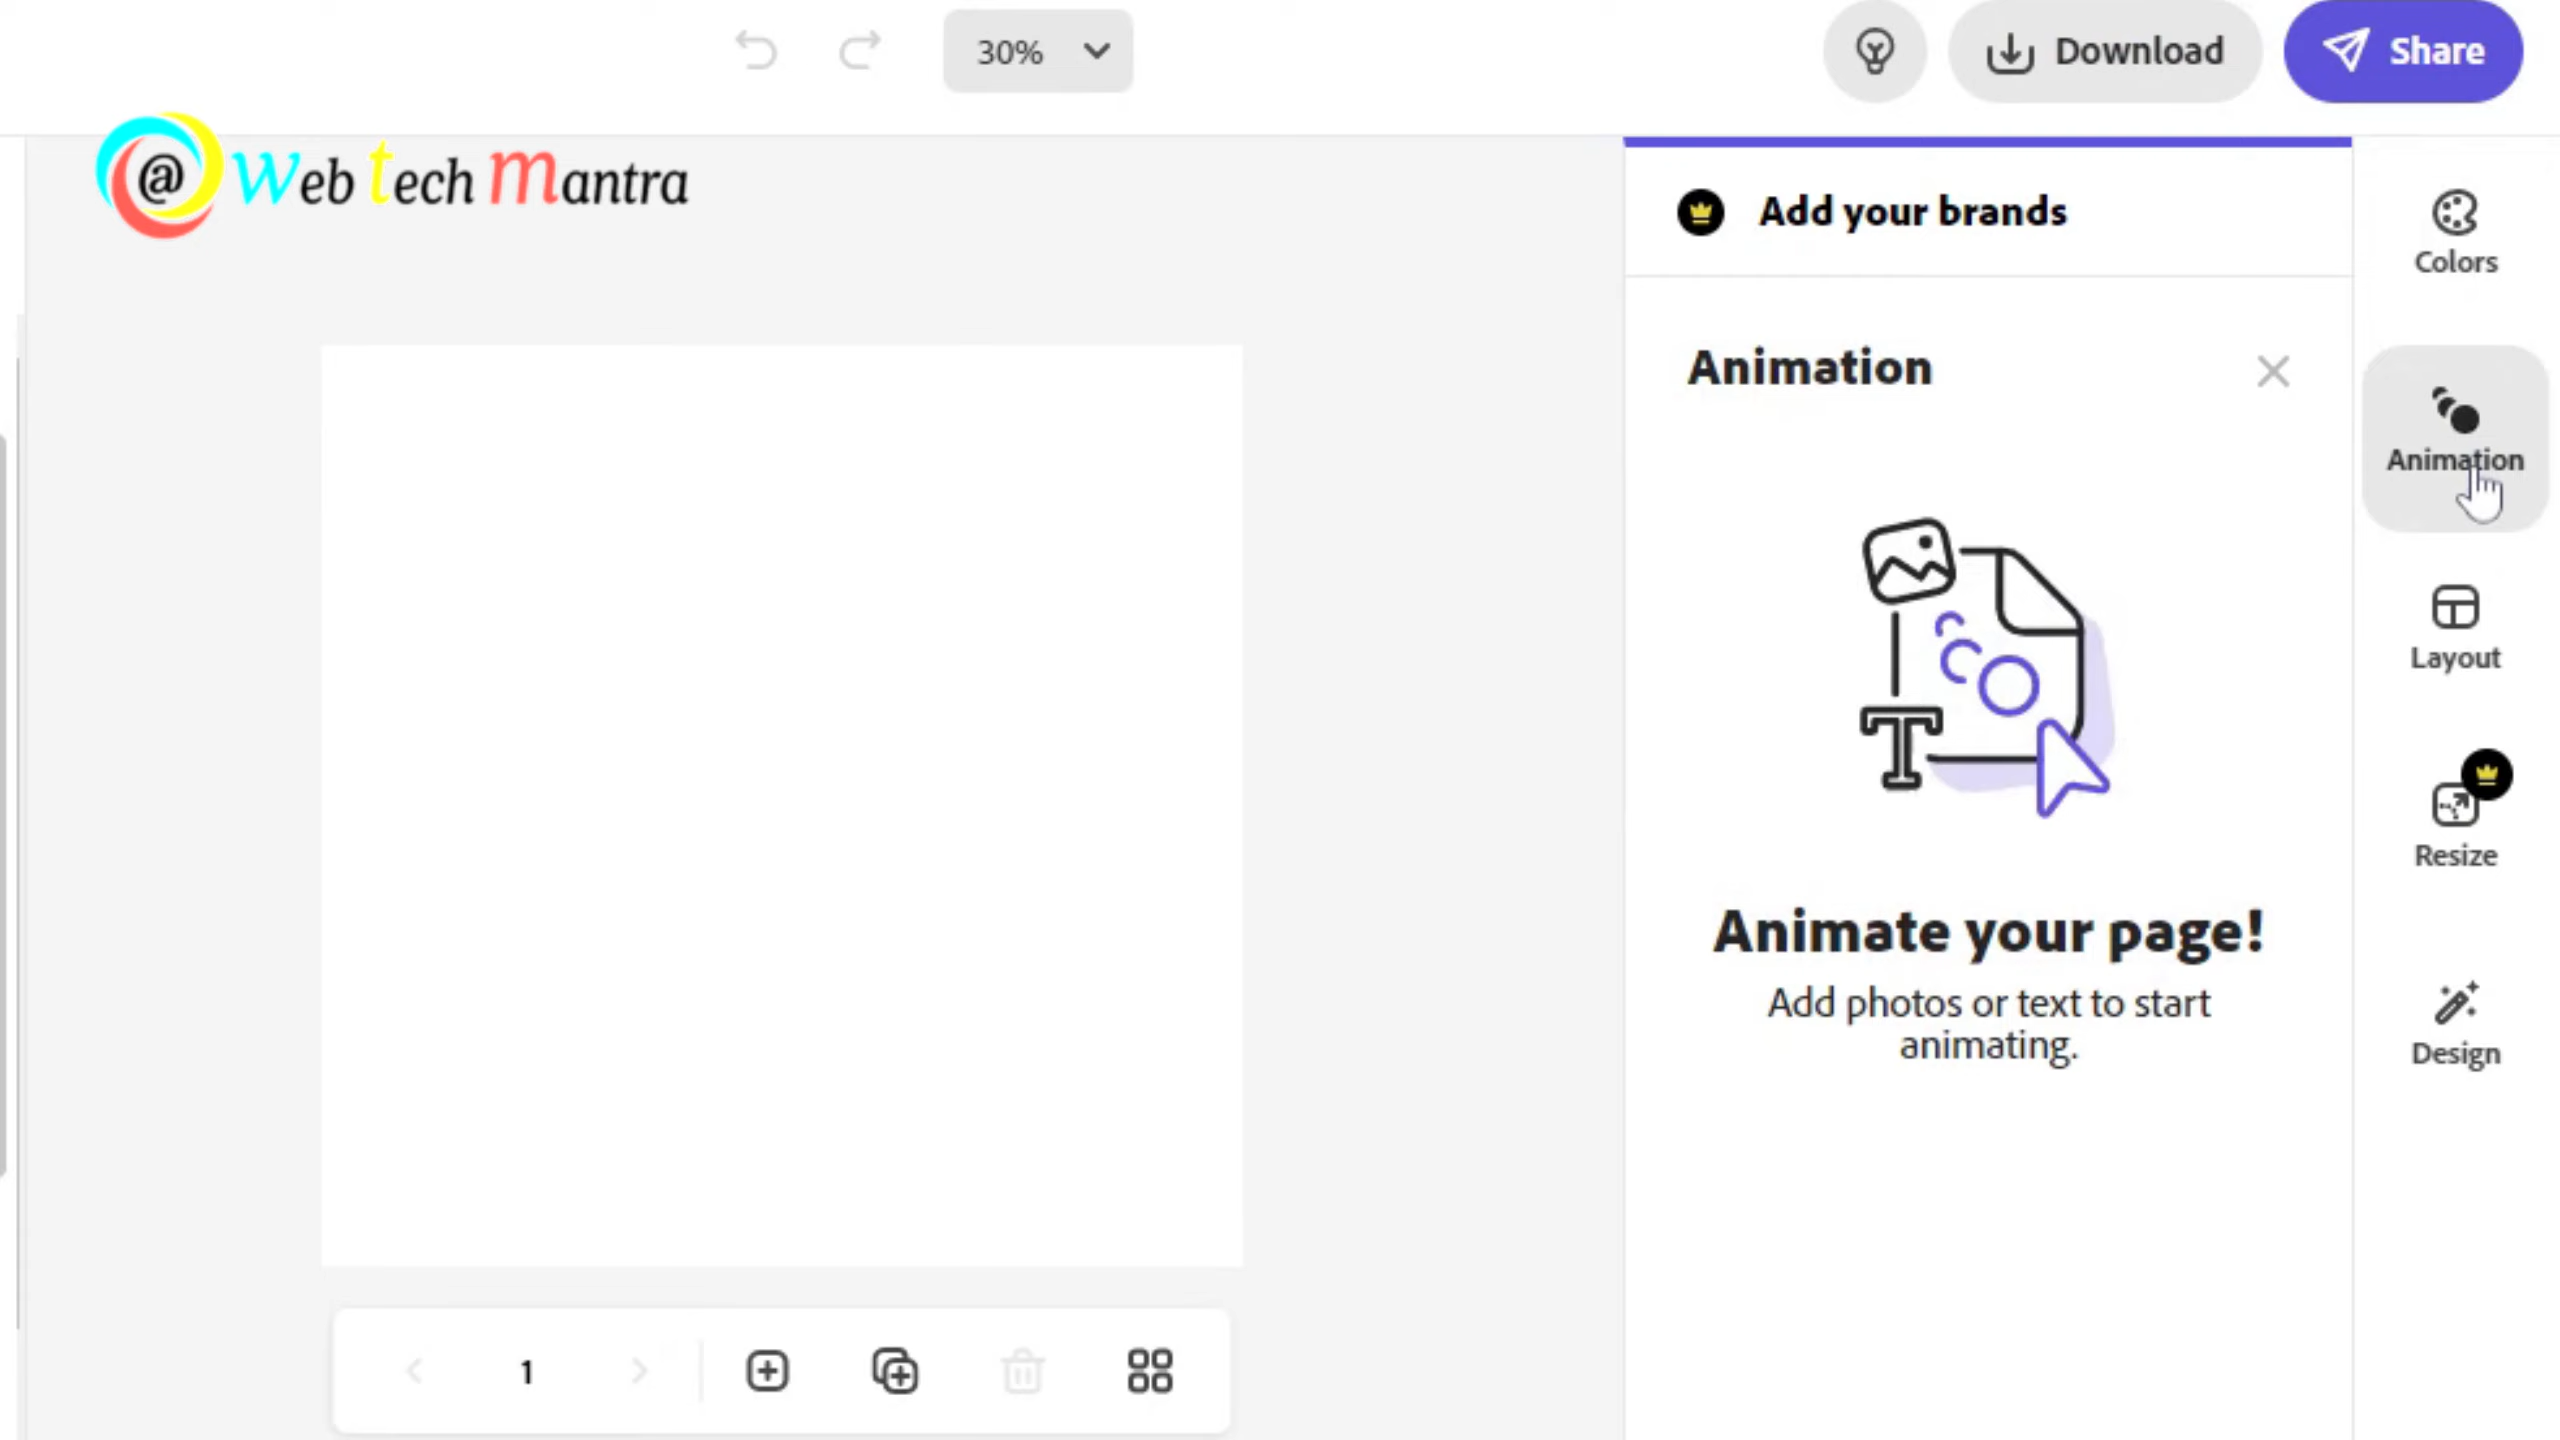 30%
Download
Share
@ Web tech Mantra
Add your brands
Colors
Animation
Animation
Layout
Resize
Animate your page!
Add photos or text to start
animating.
Design
1